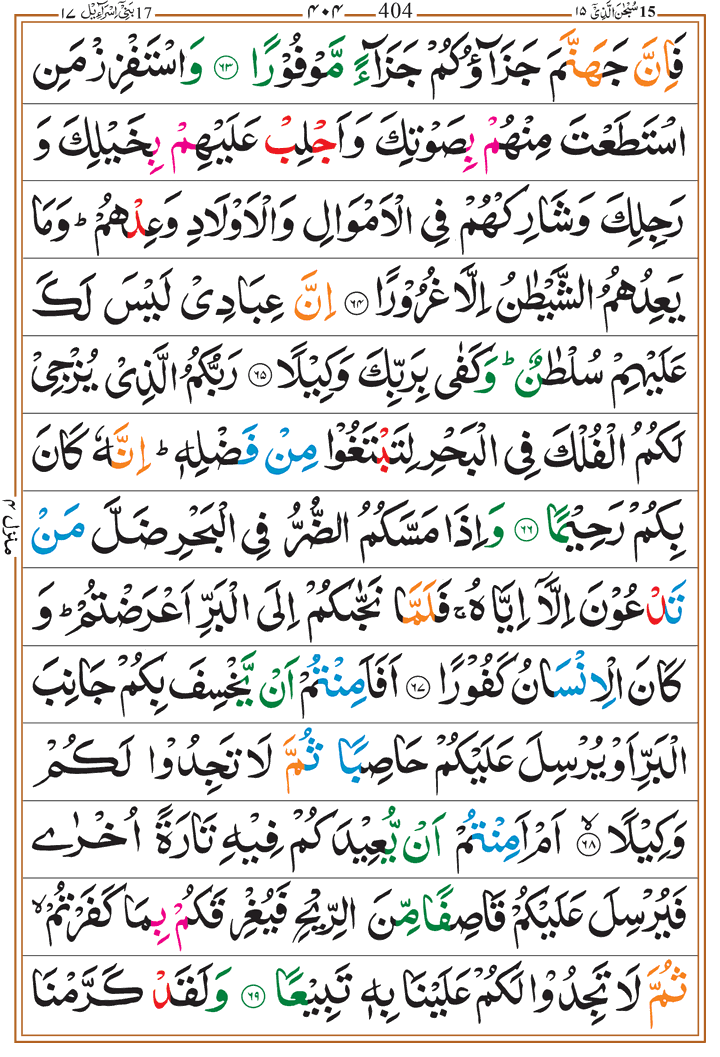 15 سُبْحٰنَ الَّذِیْۤ ١٥
404 ۴۰۴
17 بَنِیْۤ اِسْرَآءِیْل ١٧
فَاِنَّ جَهَنَّمَ جَزَآؤُكُمْ جَزَآءً مَّوْفُوْرًا ﴿۶۳﴾ وَاسْتَفْزِزْ مَنِ
اسْتَطَعْتَ مِنْهُمْ بِصَوْتِكَ وَاَجْلِبْ عَلَیْهِمْ بِخَیْلِكَ وَ
رَجِلِكَ وَشَارِكْهُمْ فِی الْاَمْوَالِ وَالْاَوْلَادِ وَعِدْهُمْ ؕ وَمَا
یَعِدُهُمُ الشَّیْطٰنُ اِلَّا غُرُوْرًا ﴿۶۴﴾ اِنَّ عِبَادِیْ لَیْسَ لَكَ
عَلَیْهِمْ سُلْطٰنٌ ؕ وَكَفٰی بِرَبِّكَ وَكِیْلًا ﴿۶۵﴾ رَبُّكُمُ الَّذِیْ یُزْجِیْ
لَكُمُ الْفُلْكَ فِی الْبَحْرِ لِتَبْتَغُوْا مِنْ فَضْلِهٖ ؕ اِنَّهٗ كَانَ
بِكُمْ رَحِیْمًا ﴿۶۶﴾ وَاِذَا مَسَّكُمُ الضُّرُّ فِی الْبَحْرِ ضَلَّ مَنْ
تَدْعُوْنَ اِلَّاۤ اِیَّاهُ ۚ فَلَمَّا نَجّٰىكُمْ اِلَی الْبَرِّ اَعْرَضْتُمْ ؕ وَ
كَانَ الْاِنْسَانُ كَفُوْرًا ﴿۶۷﴾ اَفَاَمِنْتُمْ اَنْ یَّخْسِفَ بِكُمْ جَانِبَ
الْبَرِّ اَوْ یُرْسِلَ عَلَیْكُمْ حَاصِبًا ثُمَّ لَا تَجِدُوْا لَكُمْ
وَكِیْلًا ﴿۶۸﴾ ۙ اَمْ اَمِنْتُمْ اَنْ یُّعِیْدَكُمْ فِیْهِ تَارَةً اُخْرٰی
فَیُرْسِلَ عَلَیْكُمْ قَاصِفًا مِّنَ الرِّیْحِ فَیُغْرِقَكُمْ بِمَا كَفَرْتُمْ ۙ
ثُمَّ لَا تَجِدُوْا لَكُمْ عَلَیْنَا بِهٖ تَبِیْعًا ﴿۶۹﴾ وَلَقَدْ كَرَّمْنَا
منزل ۴